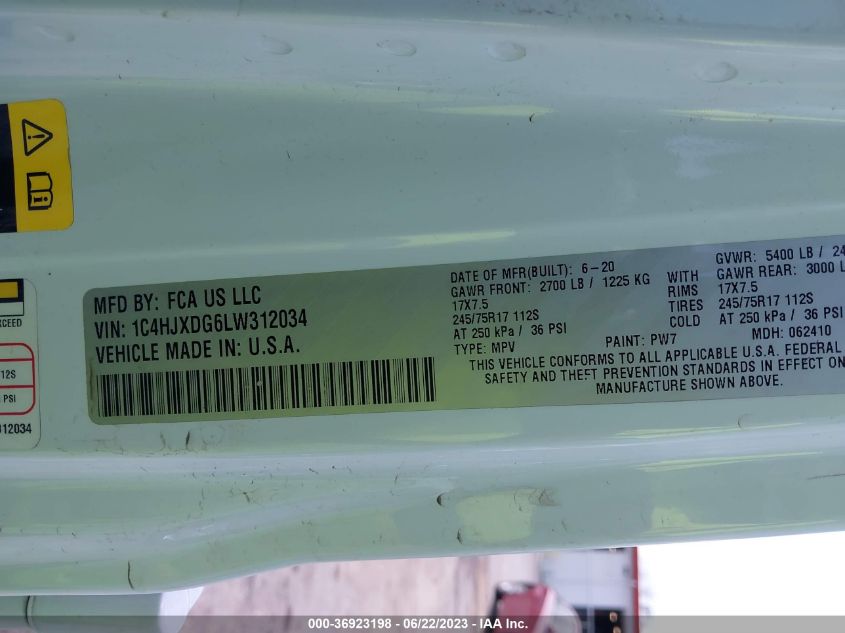 MFD BY: FCA US LLC
VIN: 1C4HJXDG6LW312034
VEHICLE MADE IN: U.S.A.
DATE OF MFR(BUILT): 6-20
GVWR: 5400 LB / 24
GAWR FRONT: 2700 LB / 1225 KG WITH GAWR REAR: 3000 L
17X7.5 RIMS 17X7.5
245/75R17 112S TIRES 245/75R17 112S
AT 250 kPa / 36 PSI COLD AT 250 kPa / 36 PSI
TYPE: MPV PAINT: PW7 MDH: 062410
THIS VEHICLE CONFORMS TO ALL APPLICABLE U.S.A. FEDERAL
SAFETY AND THEFT PREVENTION STANDARDS IN EFFECT ON
MANUFACTURE SHOWN ABOVE.
XCEED
12S
PSI
312034
000-36923198 - 06/22/2023 - IAA Inc.